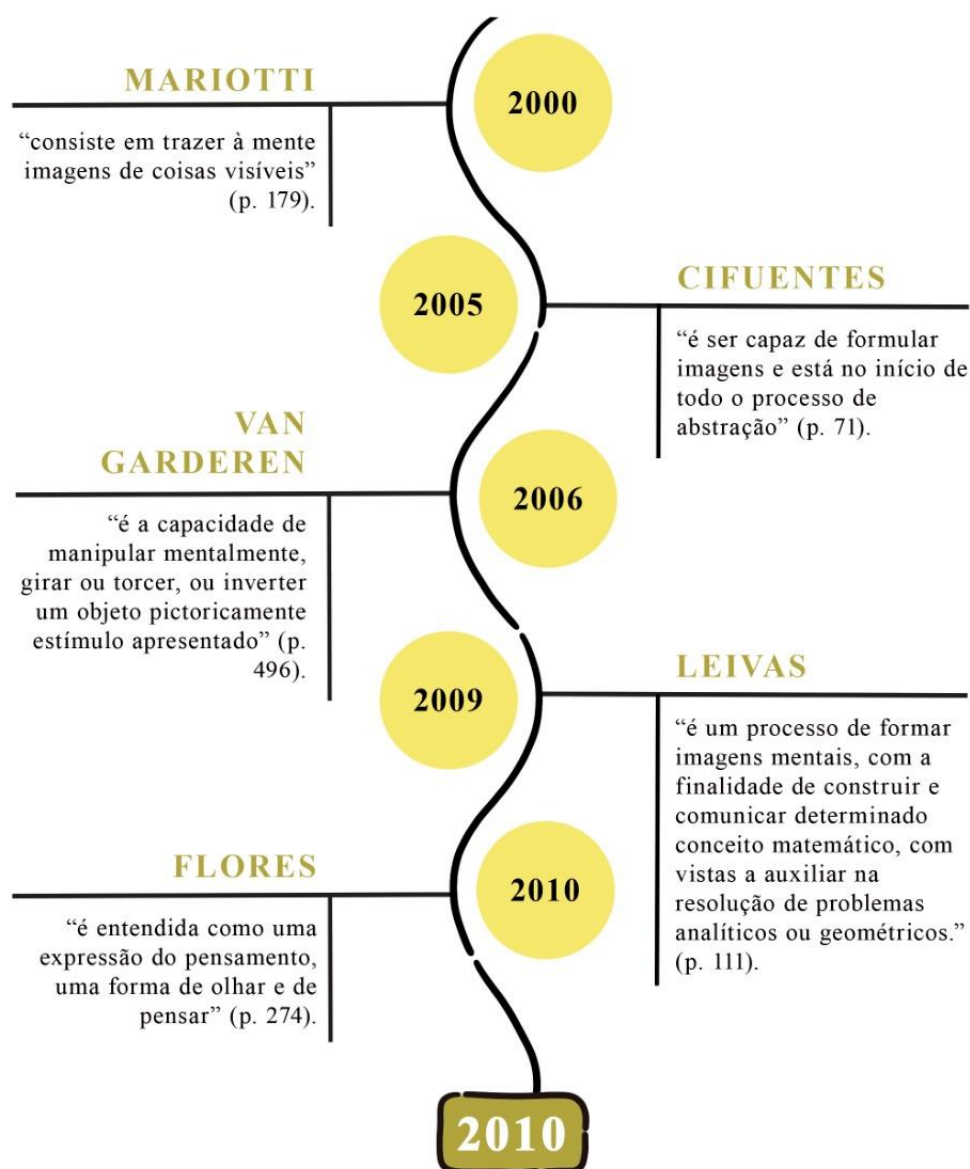 MARIOTTI
2000
“consiste em trazer à mente
imagens de coisas visíveis”
(p. 179).
2005
CIFUENTES
“é ser capaz de formular
imagens e está no início de
todo o processo de
abstração” (p. 71).
VAN
GARDEREN
2006
“é a capacidade de
manipular mentalmente,
girar ou torcer, ou inverter
um objeto pictoricamente
estímulo apresentado” (p.
496).
2009
LEIVAS
“é um processo de formar
imagens mentais, com a
finalidade de construir e
comunicar determinado
conceito matemático, com
vistas a auxiliar na
resolução de problemas
analíticos ou geométricos.”
(p. 111).
FLORES
2010
“é entendida como uma
expressão do pensamento,
uma forma de olhar e de
pensar” (p. 274).
2010